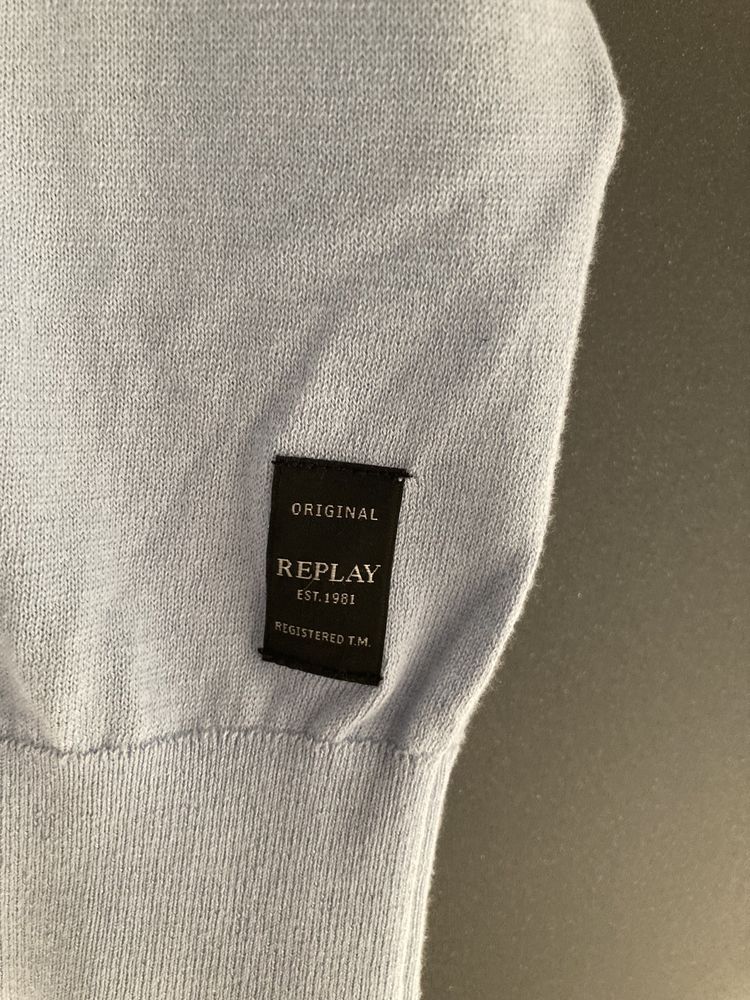 ORIGINAL
REPLAY
EST.1981
REGISTERED T.M.